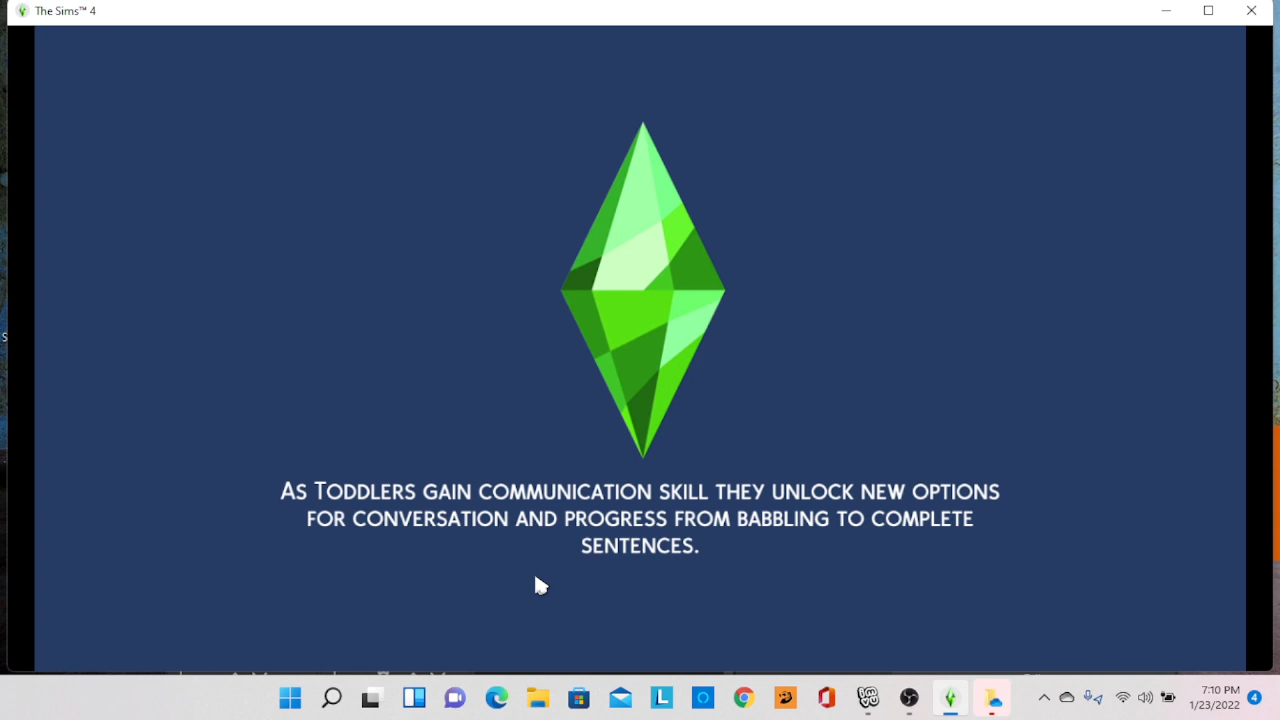 The Sims™ 4
As Toddlers gain communication skill they unlock new options
for conversation and progress from babbling to complete
sentences.
7:10 PM
1/23/2022
4